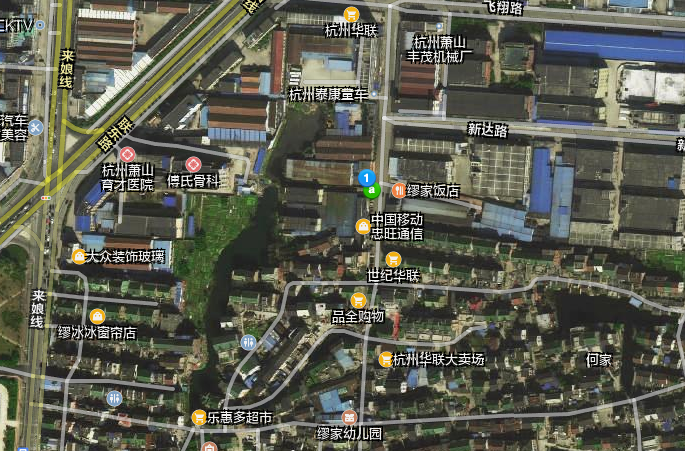 飞翔路
CKTV
杭州华联
来娘线
杭州萧山
丰茂机械厂
杭州泰康童车
汽车
美容
新达路
杭州萧山
育才医院
傅氏骨科
1
a
缪家饭店
中国移动
忠旺通信
大众装饰玻璃
世纪华联
来娘线
品全购物
缪冰冰窗帘店
杭州华联大卖场
何家
乐惠多超市
缪家幼儿园